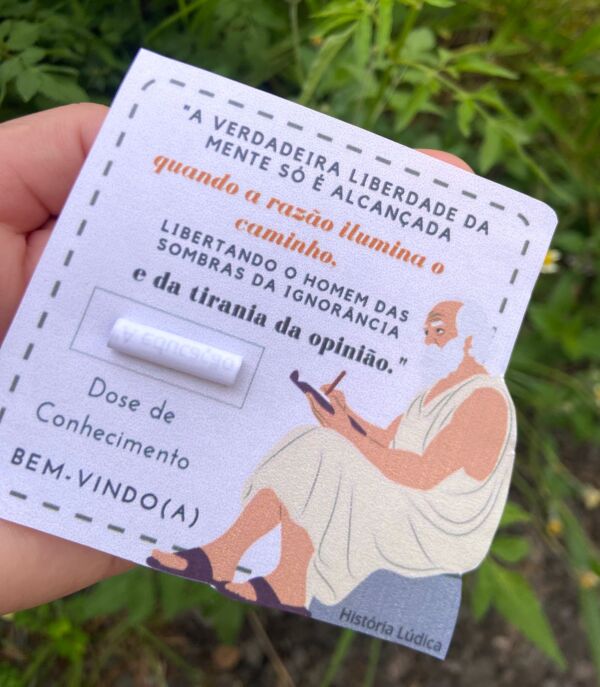 "A VERDADEIRA LIBERDADE DA
MENTE SÓ É ALCANÇADA
quando a razão ilumina o
caminho,
LIBERTANDO O HOMEM DAS
SOMBRAS DA IGNORÂNCIA
e da tirania da opinião."
Dose de
Conhecimento
BEM-VINDO(A)
História Lúdica